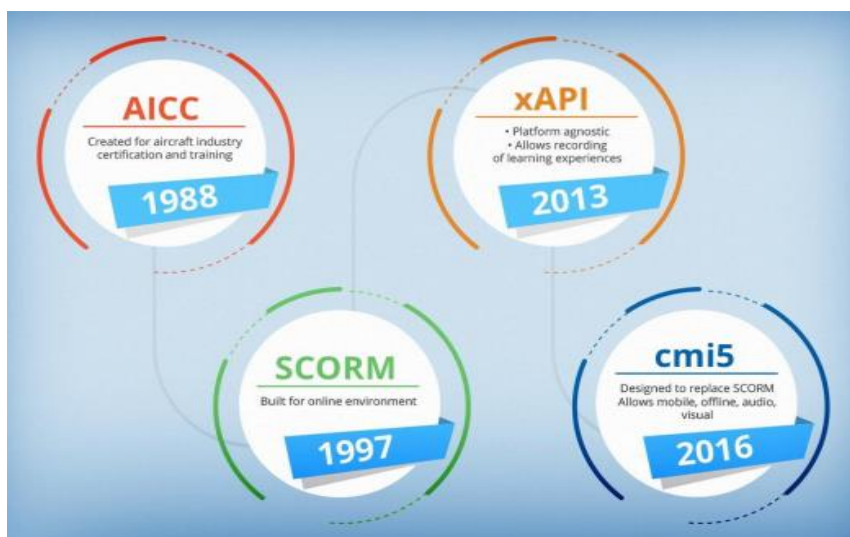 AICC
Created for aircraft industry
certification and training
1988
SCORM
Built for online environment
1997
xAPI
• Platform agnostic
• Allows recording
of learning experiences
2013
cmi5
Designed to replace SCORM
Allows mobile, offline, audio,
visual
2016